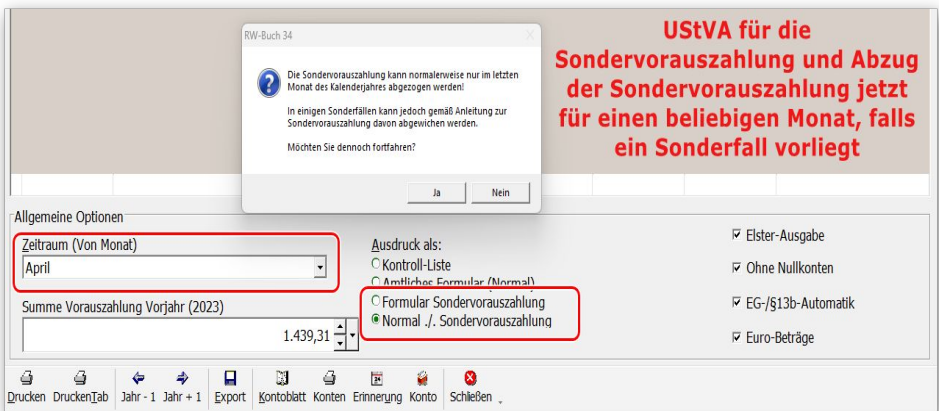 RW-Buch 34
UStVA für die
Sondervorauszahlung und Abzug
der Sondervorauszahlung jetzt
für einen beliebigen Monat, falls
ein Sonderfall vorliegt
Die Sondervorauszahlung kann normalerweise nur im letzten
Monat des Kalenderjahres abgezogen werden!
In einigen Sonderfällen kann jedoch gemäß Anleitung zur
Sondervorauszahlung davon abgewichen werden.
Möchten Sie dennoch fortfahren?
Ja Nein
Allgemeine Optionen
Zeitraum (Von Monat)
April
Summe Vorauszahlung Vorjahr (2023)
1.439,31
Ausdruck als:
Kontroll-Liste
Amtliches Formular (Normal)
Formular Sondervorauszahlung
Normal ./. Sondervorauszahlung
Elster-Ausgabe
Ohne Nullkonten
EG-/§13b-Automatik
Euro-Beträge
Drucken DruckenTab Jahr - 1 Jahr + 1 Export Kontoblatt Konten Erinnerung Konto Schließen